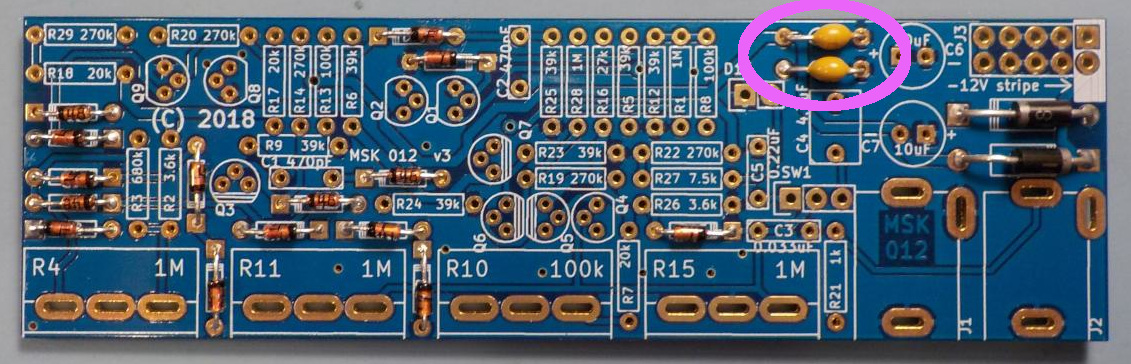 R29 270k
R20 270k
R18 20k
Q9
Q8
R17 20k
R14 270k
R13 100k
R6 39k
Q2
C2 470pF
R25 39k
R28 1M
R16 27k
R5 39k
R12 39k
R1 1M
R8 100k
C6
J3
-12V stripe
+
(C) 2018
R9 39k
C1 470pF
MSK 012 v3
Q7
R23 39k
R22 270k
C4
C7
10uF
+
R3 680k
R2 3.6k
Q3
R19 270k
R27 7.5k
C5
0.22uF
SW1
R24 39k
Q6
Q5
Q4
R26 3.6k
C3
0.033uF
MSK
012
R4 1M
R11 1M
R10 100k
R7 20k
R15 1M
R21 1k
J1
J2